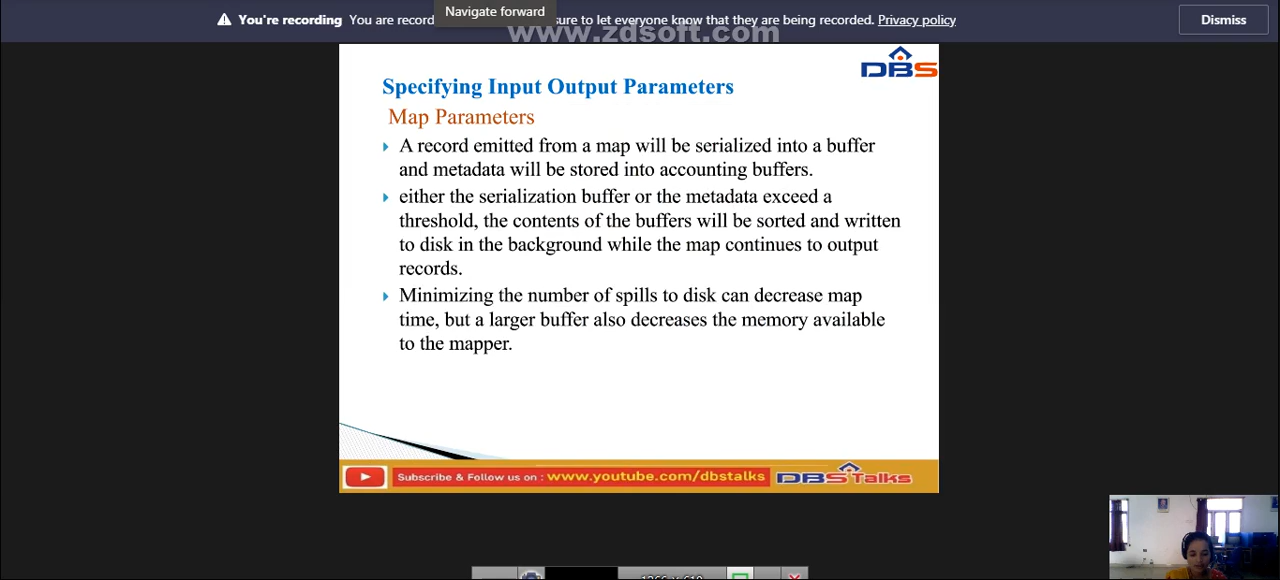 Navigate forward
You're recording You are record sure to let everyone know that they are being recorded. Privacy policy
Dismiss
www.zdsoft.com
DBS
Specifying Input Output Parameters
Map Parameters
A record emitted from a map will be serialized into a buffer
and metadata will be stored into accounting buffers.
either the serialization buffer or the metadata exceed a
threshold, the contents of the buffers will be sorted and written
to disk in the background while the map continues to output
records.
Minimizing the number of spills to disk can decrease map
time, but a larger buffer also decreases the memory available
to the mapper.
Subscribe & Follow us on : www.youtube.com/dbstalks
DBS Talks